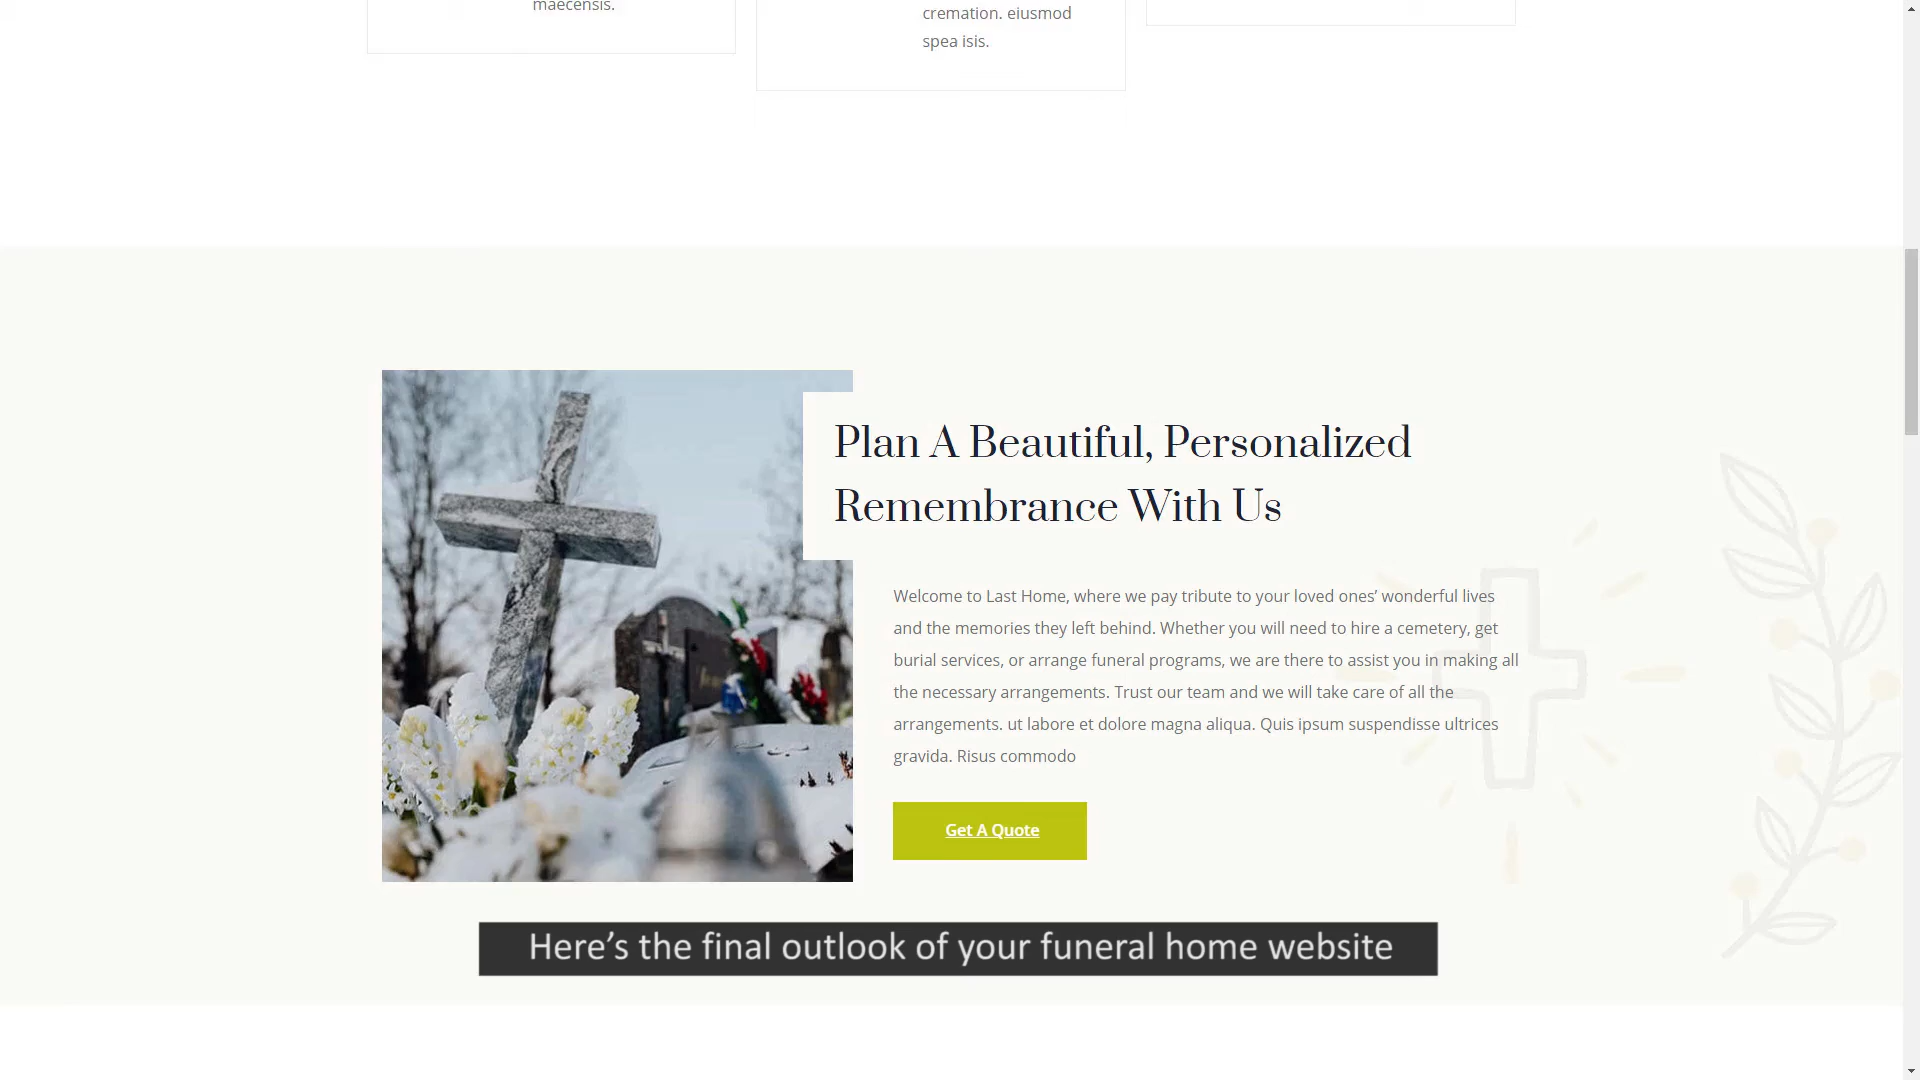 maecensis.
cremation. eiusmod
spea isis.
Plan A Beautiful, Personalized
Remembrance With Us
Welcome to Last Home, where we pay tribute to your loved ones’ wonderful lives
and the memories they left behind. Whether you will need to hire a cemetery, get
burial services, or arrange funeral programs, we are there to assist you in making all
the necessary arrangements. Trust our team and we will take care of all the
arrangements. ut labore et dolore magna aliqua. Quis ipsum suspendisse ultrices
gravida. Risus commodo
Get A Quote
Here’s the final outlook of your funeral home website